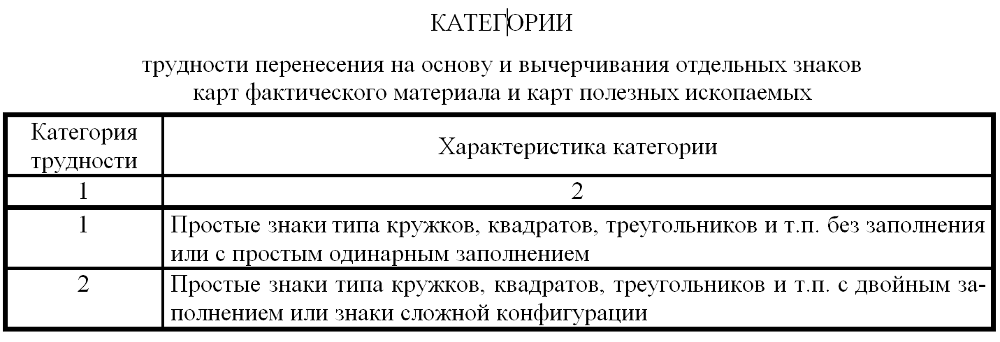 КАТЕГОРИИ
трудности перенесения на основу и вычерчивания отдельных знаков
карт фактического материала и карт полезных ископаемых
Категория
трудности
Характеристика категории
1
2
1
Простые знаки типа кружков, квадратов, треугольников и т.п. без заполнения
или с простым одинарным заполнением
2
Простые знаки типа кружков, квадратов, треугольников и т.п. с двойным за-
полнением или знаки сложной конфигурации